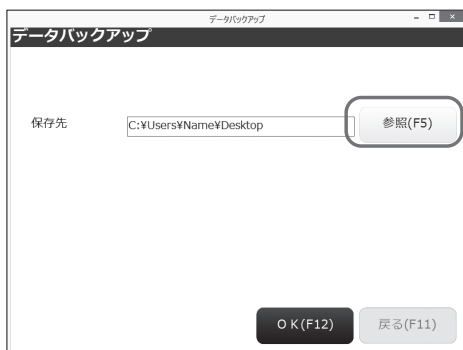 データバックアップ
データバックアップ
保存先
C:¥Users¥Name¥Desktop
参照(F5)
O K(F12)
戻る(F11)